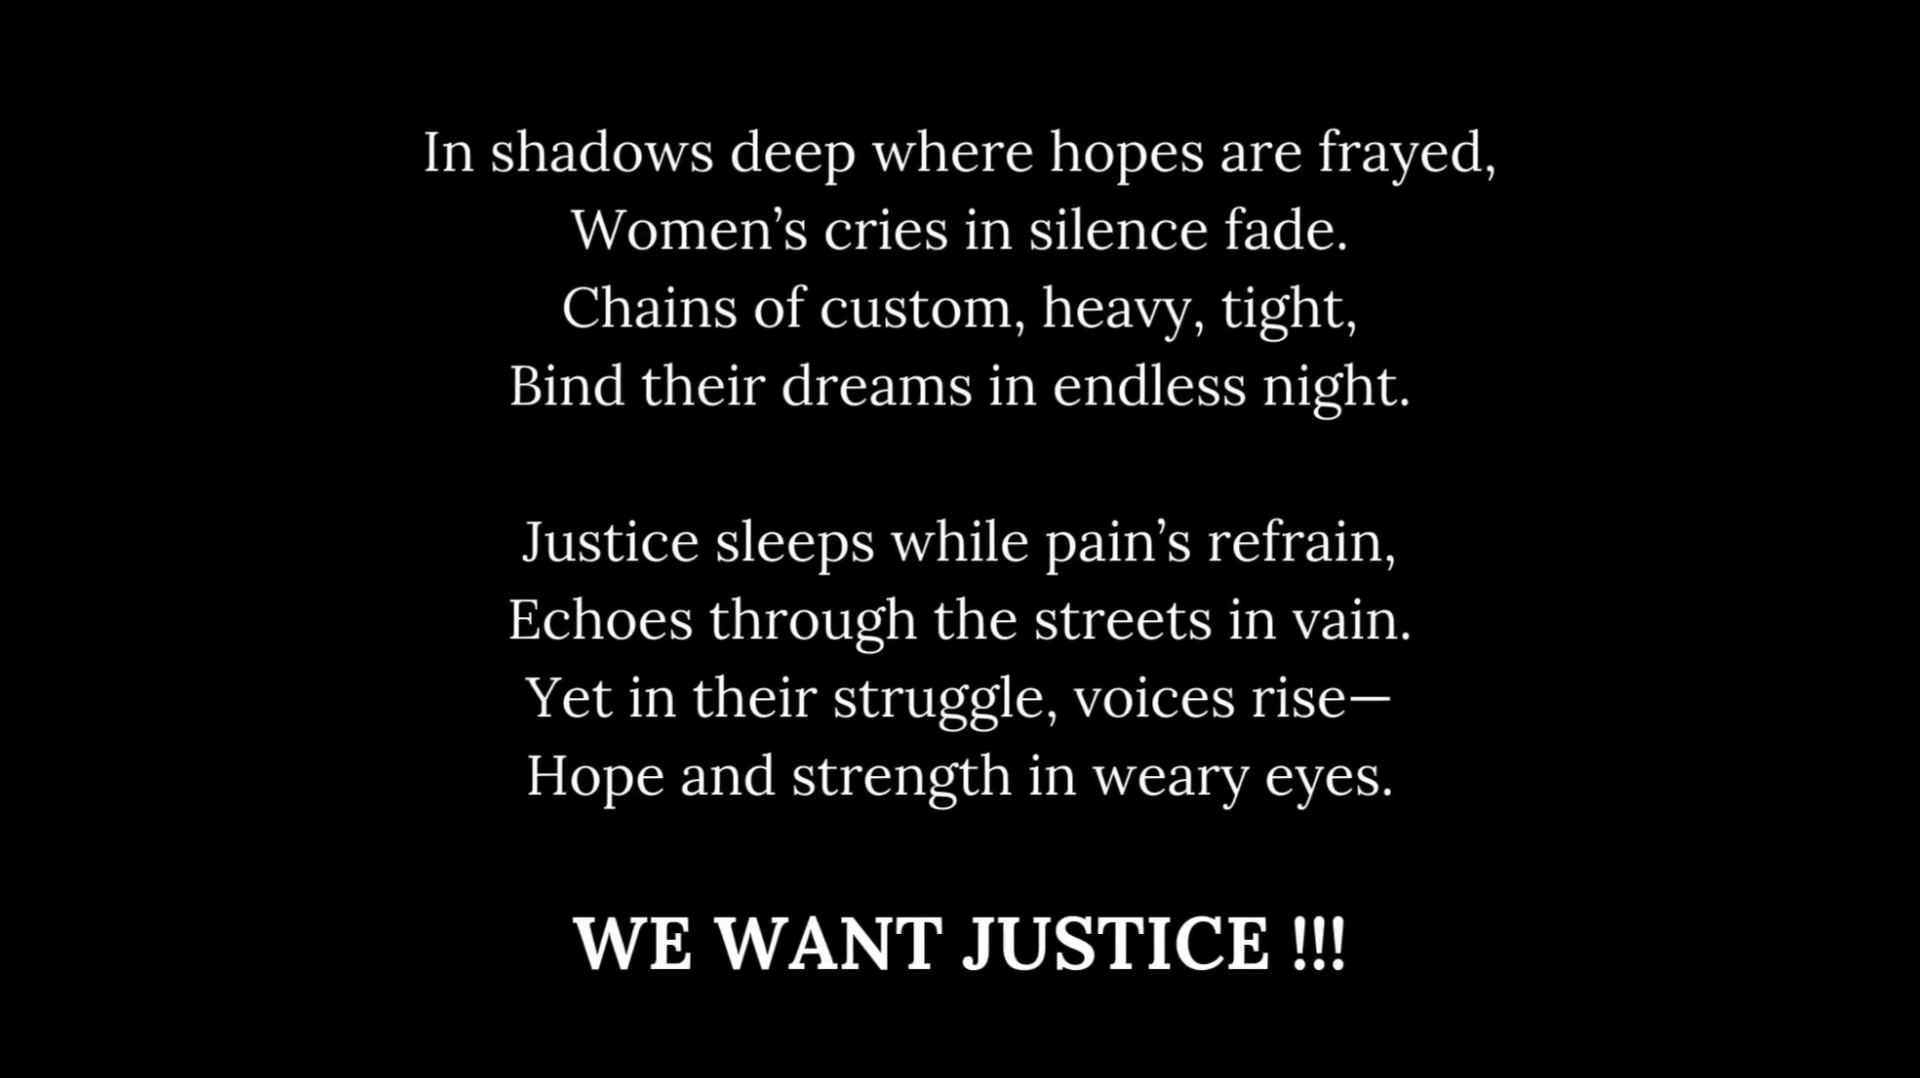 In shadows deep where hopes are frayed,
Women’s cries in silence fade.
Chains of custom, heavy, tight,
Bind their dreams in endless night.
Justice sleeps while pain’s refrain,
Echoes through the streets in vain.
Yet in their struggle, voices rise—
Hope and strength in weary eyes.
WE WANT JUSTICE !!!